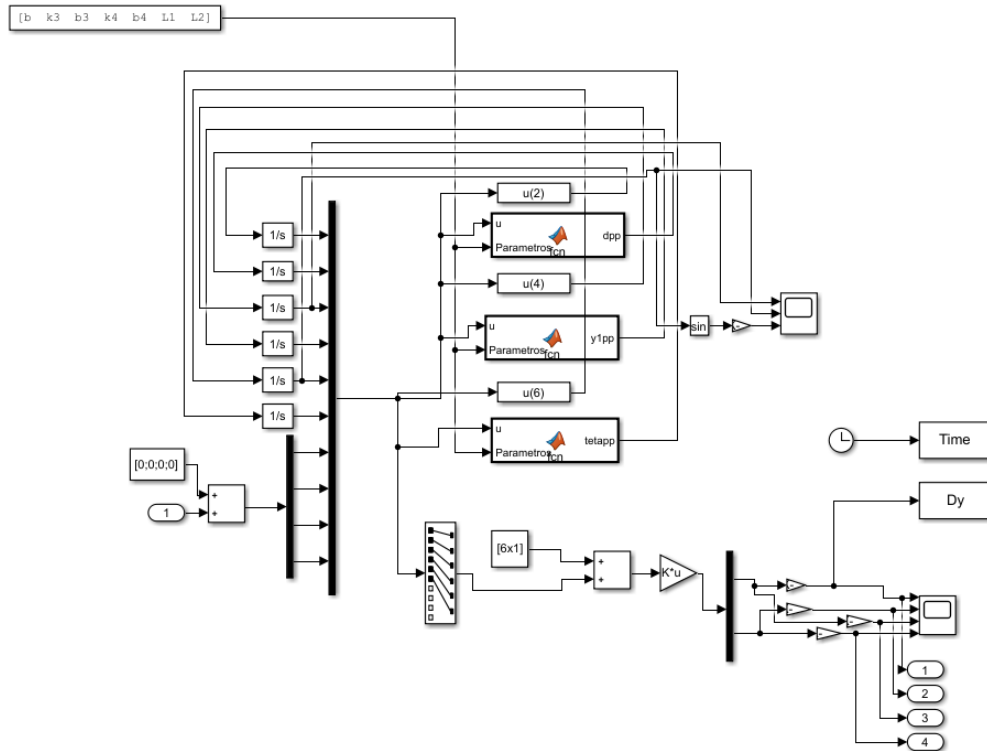 [b k3 b3 k4 b4 L1 L2]
u(2)
1/s
u
dpp
Parametros
fcn
1/s
u(4)
1/s
u
y1pp
sin
-
Parametros
fcn
1/s
1/s
u(6)
1/s
u
tetapp
Parametros
fcn
Time
[0;0;0;0]
+
+
1
Dy
[6x1]
+
+
K*u
-
-
-
-
1
2
3
4